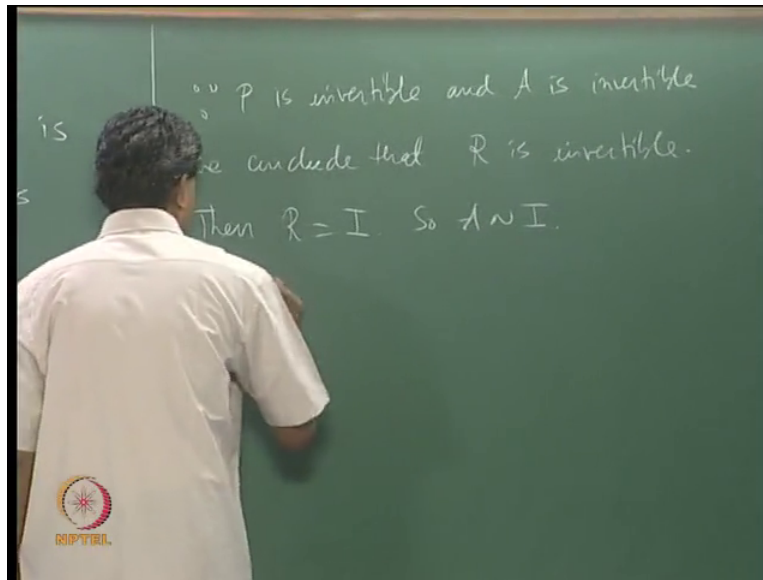 ∵ P is invertible and A is invertible
is
conclude that R is invertible.
s
Then R = I. So A ~ I.
NPTEL